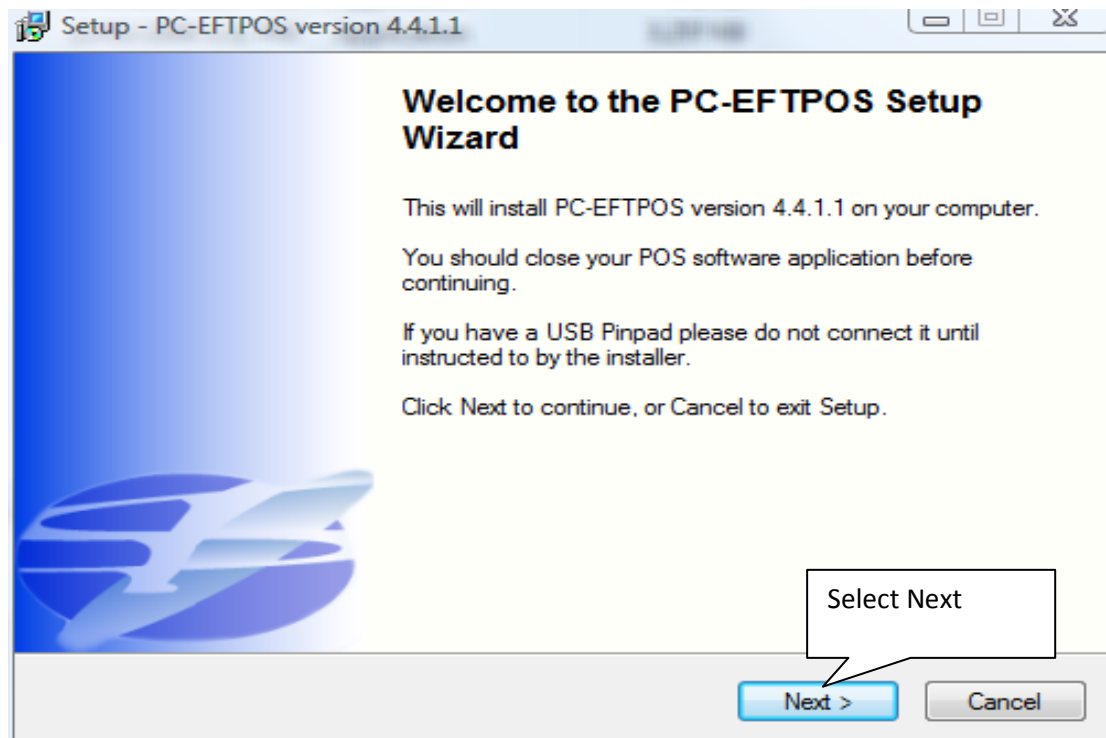 Setup - PC-EFTPOS version 4.4.1.1
Welcome to the PC-EFTPOS Setup
Wizard
This will install PC-EFTPOS version 4.4.1.1 on your computer.
You should close your POS software application before
continuing.
If you have a USB Pinpad please do not connect it until
instructed to by the installer.
Click Next to continue, or Cancel to exit Setup.
Select Next
Next >
Cancel